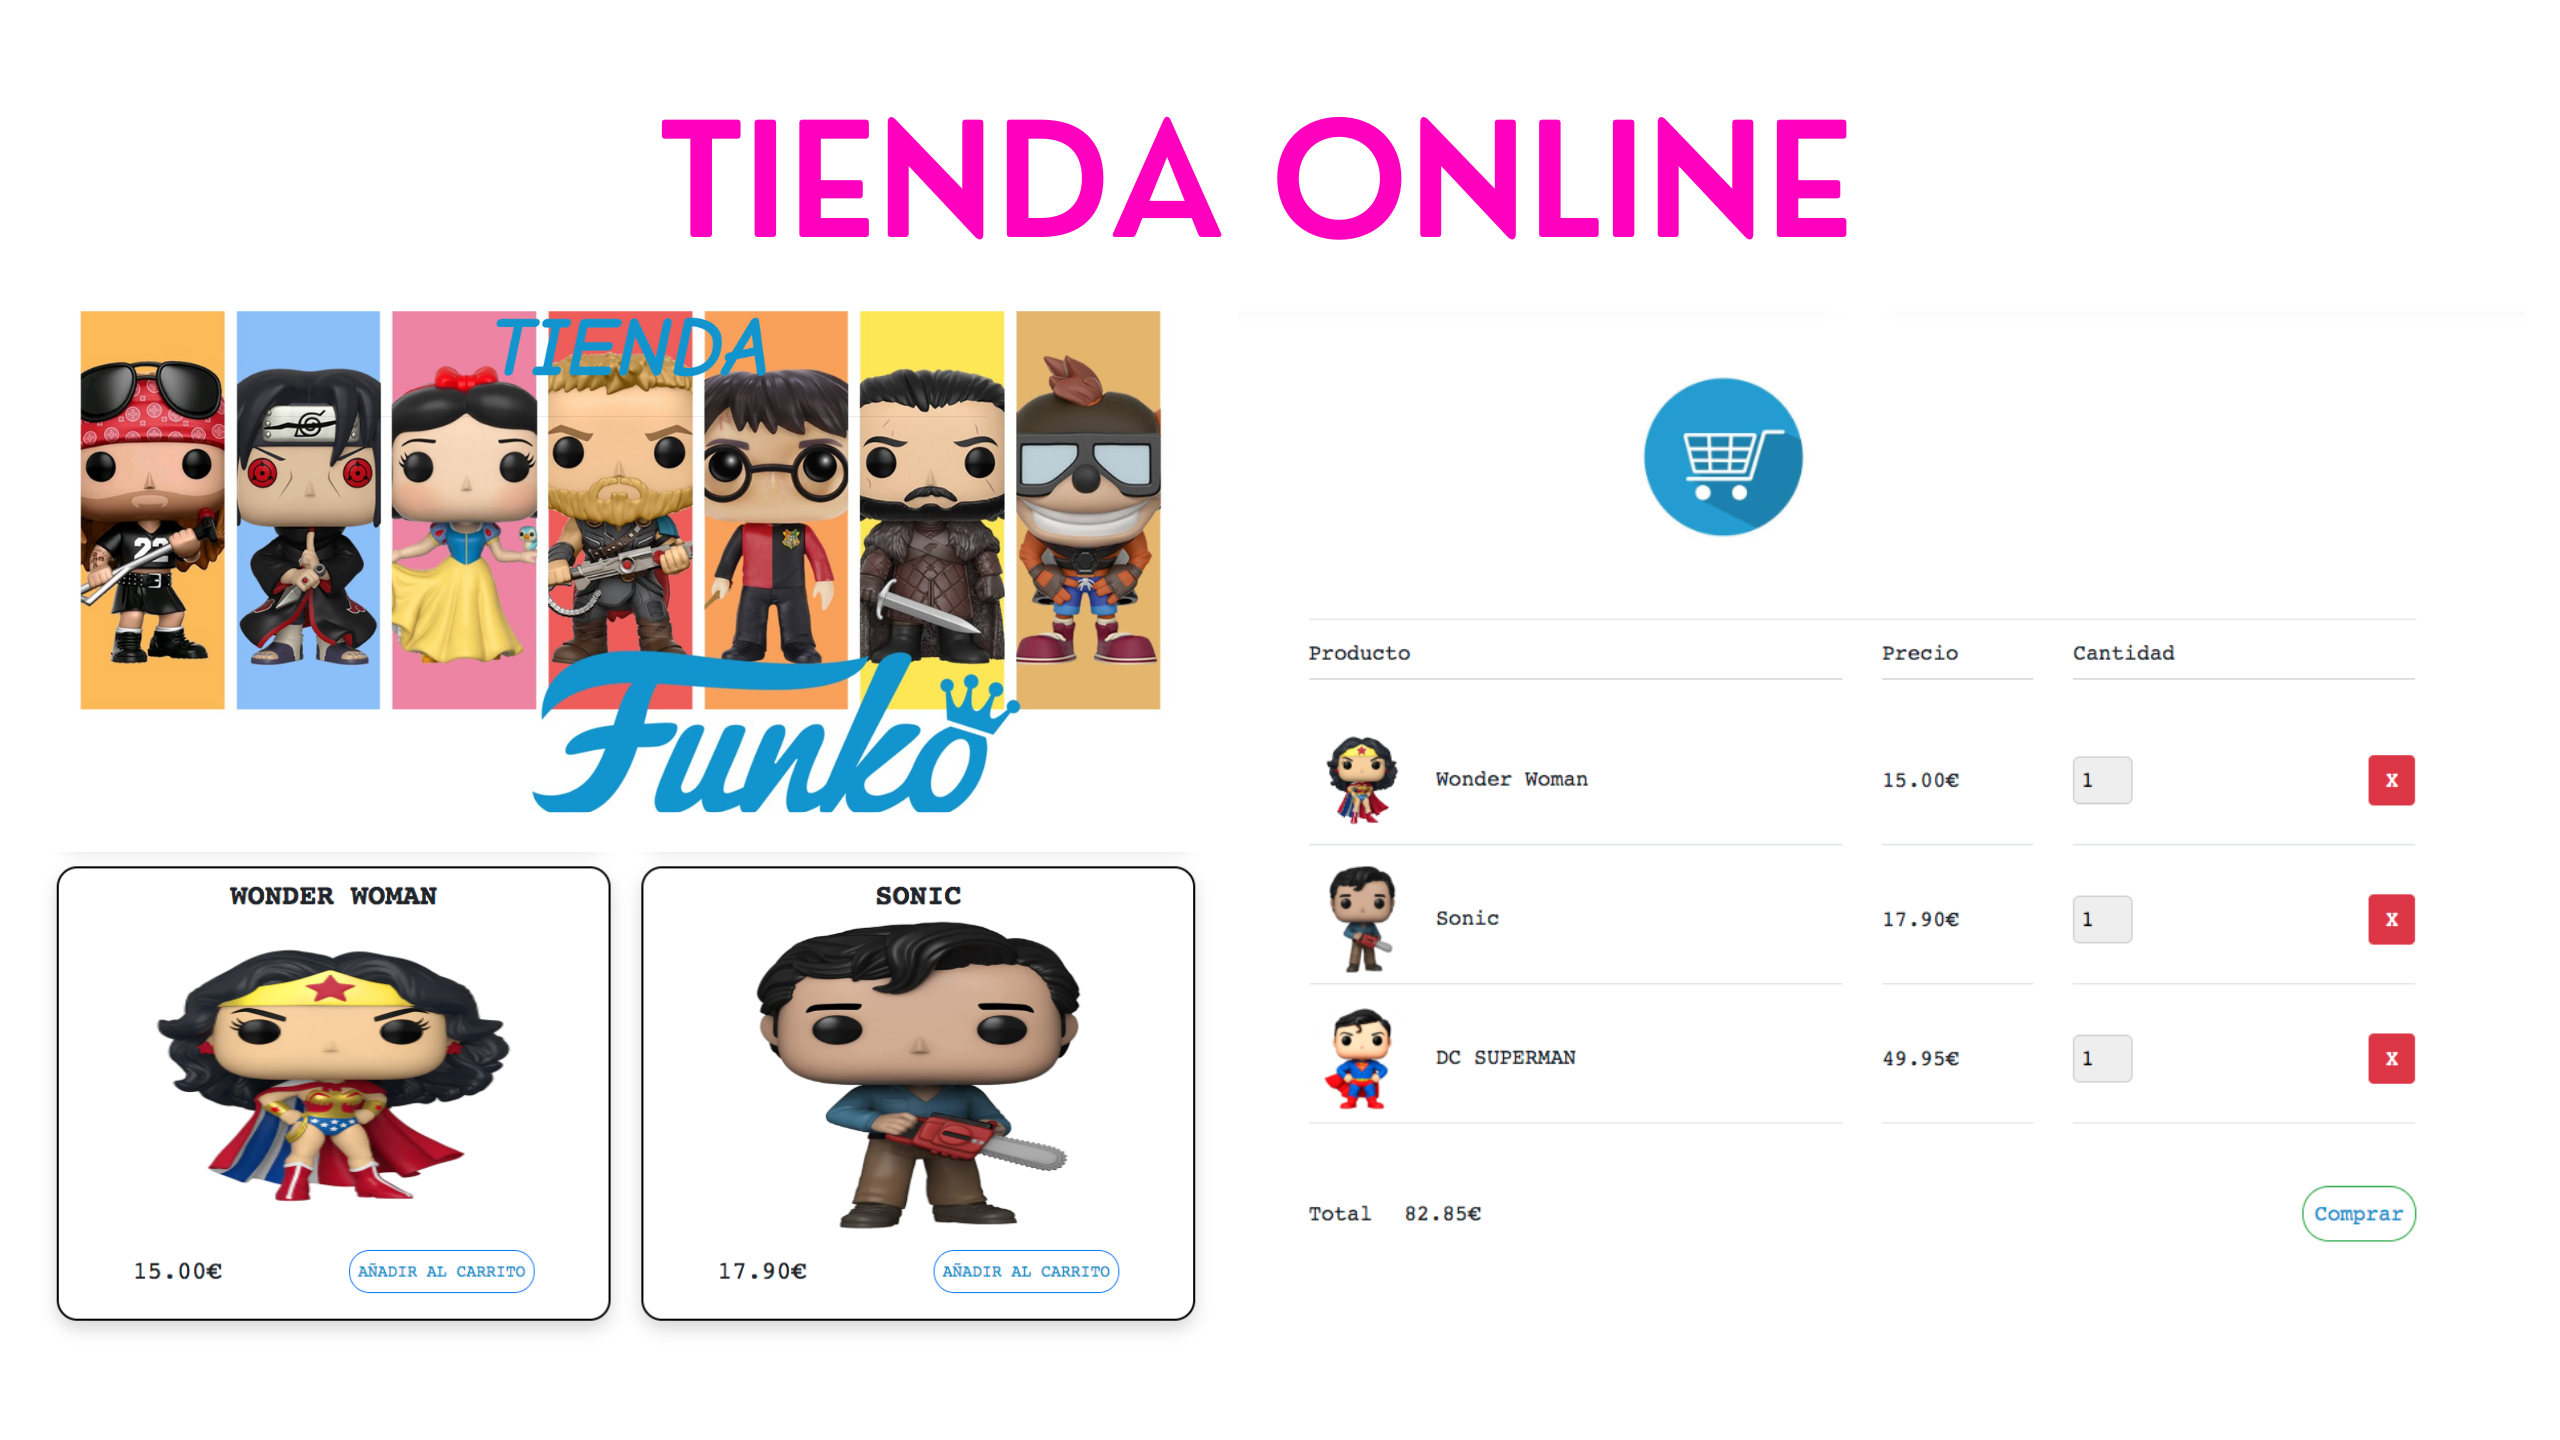 TIENDA ONLINE
TIENDA
22
Funko
WONDER WOMAN
15.00€
AÑADIR AL CARRITO
SONIC
17.90€
AÑADIR AL CARRITO
Producto Precio Cantidad
Wonder Woman 15.00€ 1 X
Sonic 17.90€ 1 X
DC SUPERMAN 49.95€ 1 X
Total 82.85€ Comprar